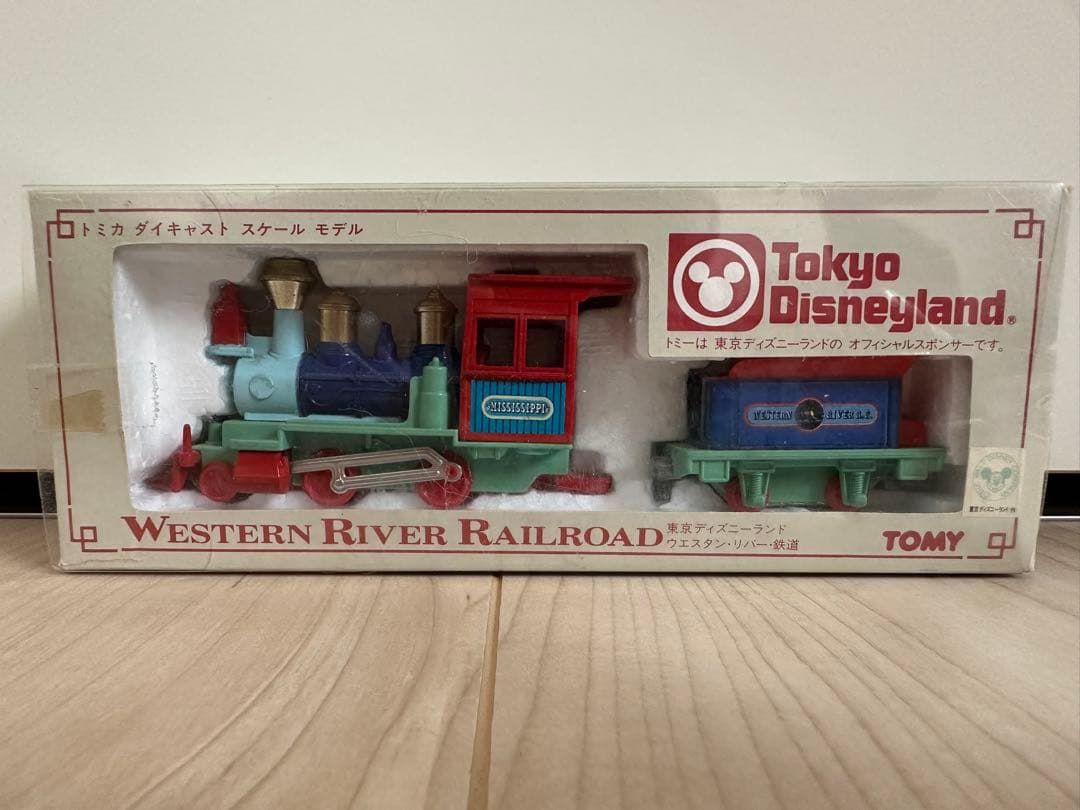 トミカ ダイキャスト スケール モデル
Tokyo
Disneyland®
トミーは 東京ディズニーランドの オフィシャルスポンサーです。
MISSISSIPPI
WESTERN RIVER R.R.
WESTERN RIVER RAILROAD
東京ディズニーランド
ウエスタン・リバー・鉄道
TOMY